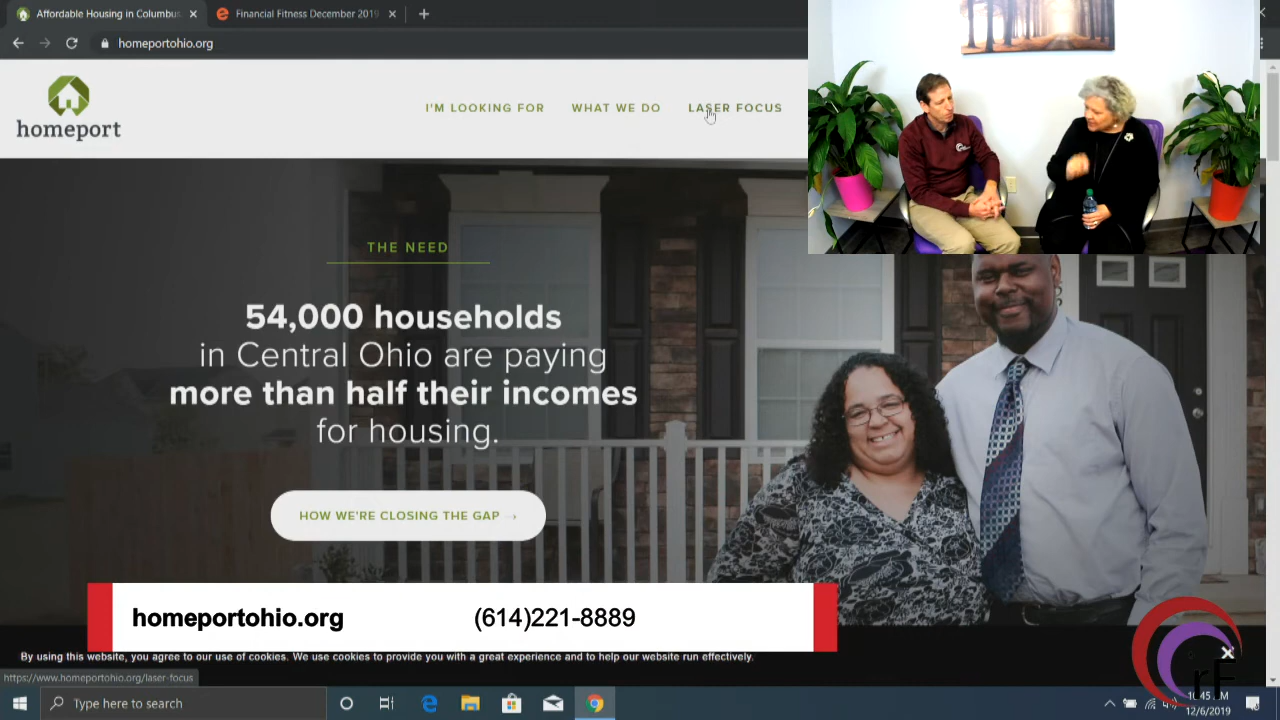 Affordable Housing in Columbus
Financial Fitness December 2019
homeportohio.org
homeport
I'M LOOKING FOR
WHAT WE DO
LASER FOCUS
THE NEED
54,000 households
in Central Ohio are paying
more than half their incomes
for housing.
HOW WE'RE CLOSING THE GAP →
homeportohio.org
(614)221-8889
By using this website, you agree to our use of cookies. We use cookies to provide you with a great experience and to help our website run effectively.
https://www.homeportohio.org/laser-focus
rF
Type here to search
12/6/2019